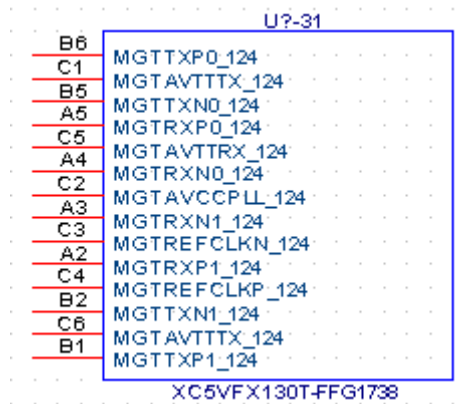 U?-31
B6 MGTTXP0_124
C1 MGTAVTTTX_124
B5 MGTTXN0_124
A5 MGTRXP0_124
C5 MGTAVTTRX_124
A4 MGTRXN0_124
C2 MGTAVCCPLL_124
A3 MGTRXN1_124
C3 MGTREFCLKN_124
A2 MGTRXP1_124
C4 MGTREFCLKP_124
B2 MGTTXN1_124
C6 MGTAVTTTX_124
B1 MGTTXP1_124
XC5VFX130T-FFG1738